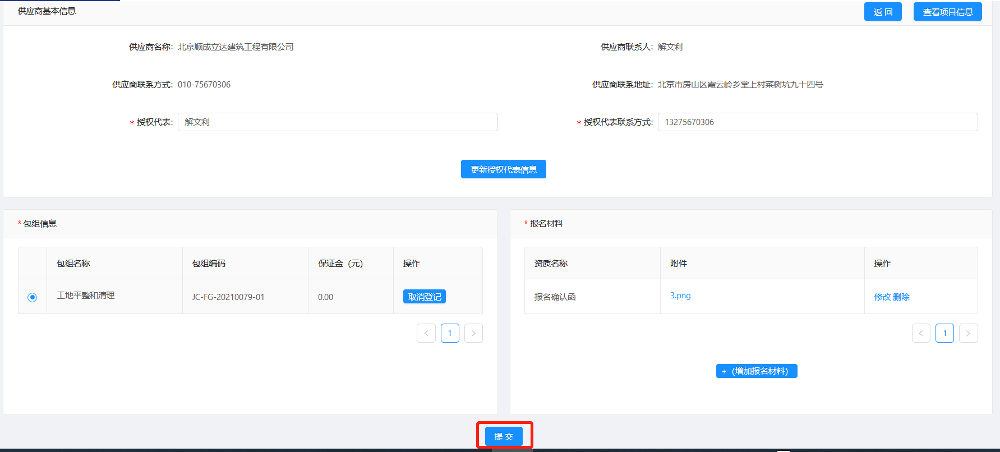 供应商基本信息
返 回
查看项目信息
供应商名称: 北京顺成立达建筑工程有限公司
供应商联系人: 解文利
供应商联系方式: 010-75670306
供应商联系地址: 北京市房山区霞云岭乡堂上村菜树坑九十四号
* 授权代表: 解文利
* 授权代表联系方式: 13275670306
更新授权代表信息
* 包组信息
包组名称 包组编码 保证金（元） 操作
工地平整和清理 JC-FG-20210079-01 0.00 取消登记
< 1 >
* 报名材料
资质名称 附件 操作
报名确认函 3.png 修改 删除
< 1 >
+（增加报名材料）
提 交